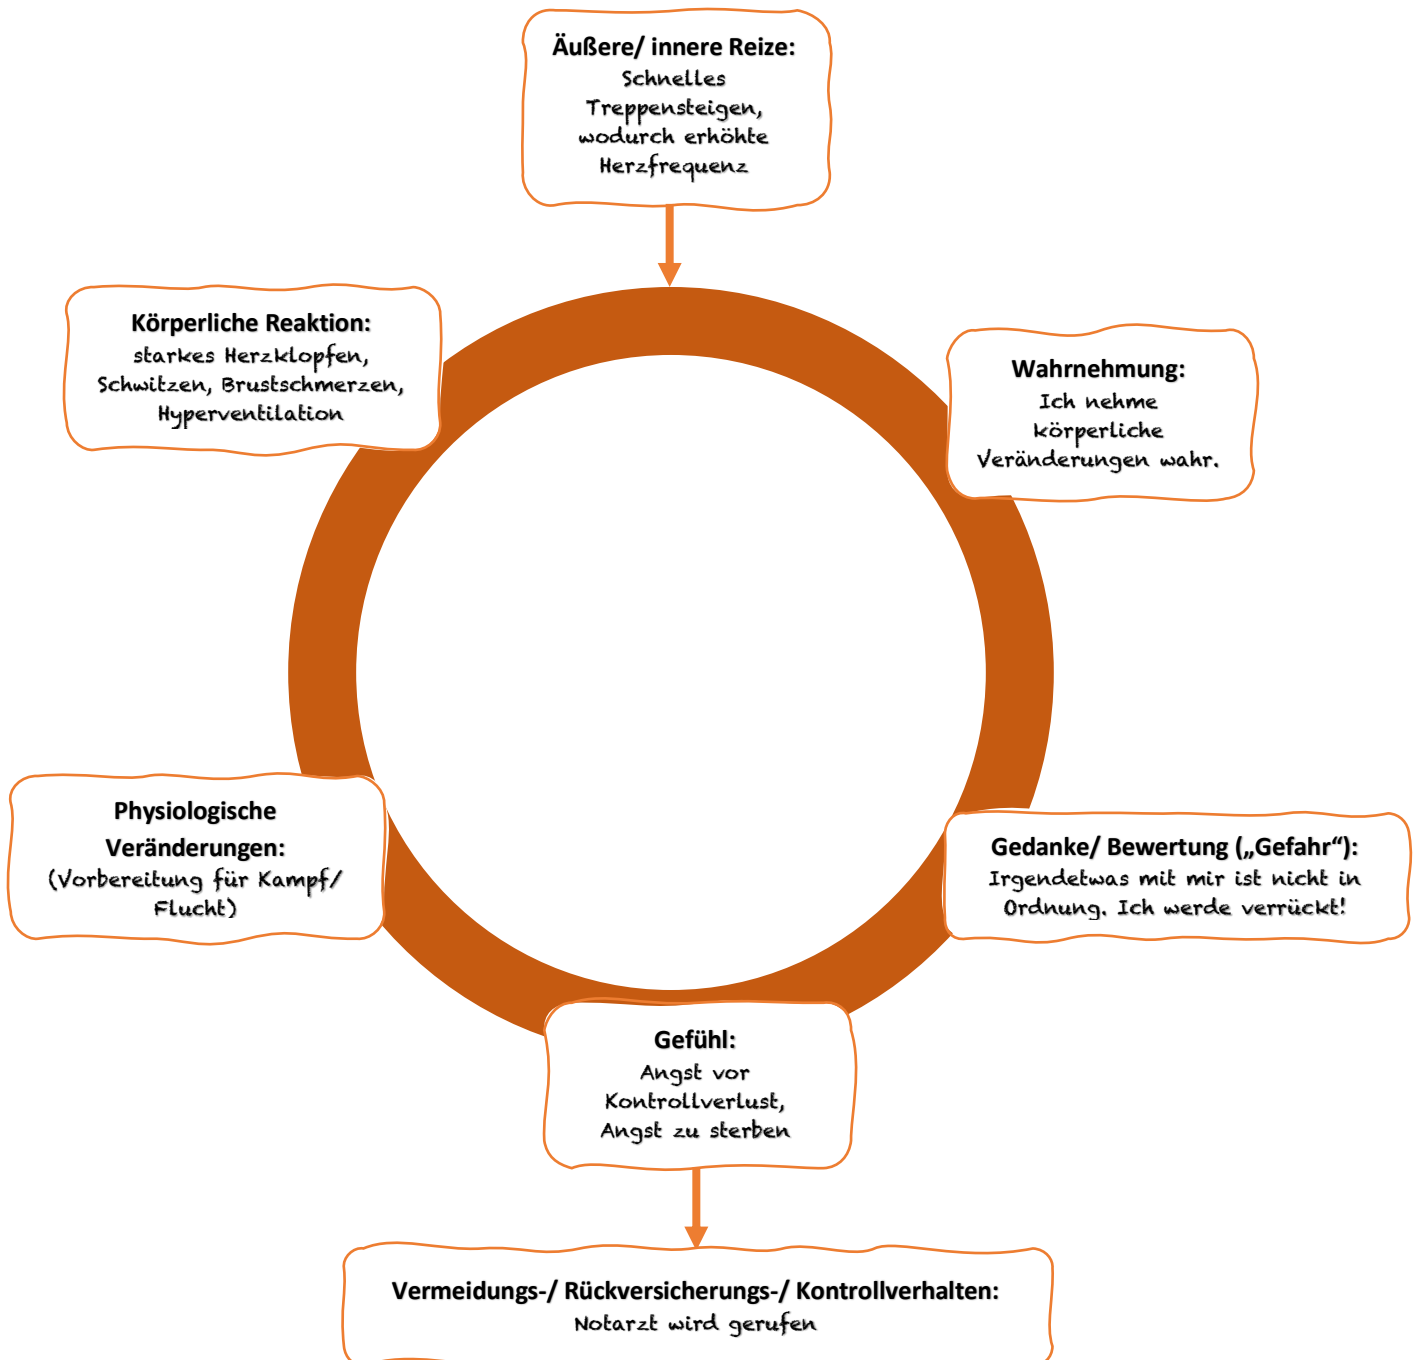 Äußere/ innere Reize:
Schnelles
Treppensteigen,
wodurch erhöhte
Herzfrequenz
Körperliche Reaktion:
starkes Herzklopfen,
Schwitzen, Brustschmerzen,
Hyperventilation
Wahrnehmung:
Ich nehme
körperliche
Veränderungen wahr.
Physiologische
Veränderungen:
(Vorbereitung für Kampf/
Flucht)
Gedanke/ Bewertung („Gefahr“):
Irgendetwas mit mir ist nicht in
Ordnung. Ich werde verrückt!
Gefühl:
Angst vor
Kontrollverlust,
Angst zu sterben
Vermeidungs-/ Rückversicherungs-/ Kontrollverhalten:
Notarzt wird gerufen